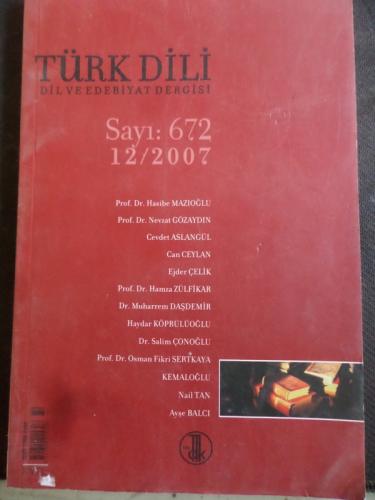 TÜRK DİLİ
DİL VE EDEBİYAT DERGİSİ
Sayı: 672
12/2007
Prof. Dr. Hasibe MAZIOĞLU
Prof. Dr. Nevzat GÖZAYDIN
Cevdet ASLANGÜL
Can CEYLAN
Ejder ÇELİK
Prof. Dr. Hamza ZÜLFİKAR
Dr. Muharrem DAŞDEMİR
Haydar KÖPRÜLÜOĞLU
Dr. Salim ÇONOĞLU
Prof. Dr. Osman Fikri SERTKAYA
KEMALOĞLU
Nail TAN
Ayşe BALCI